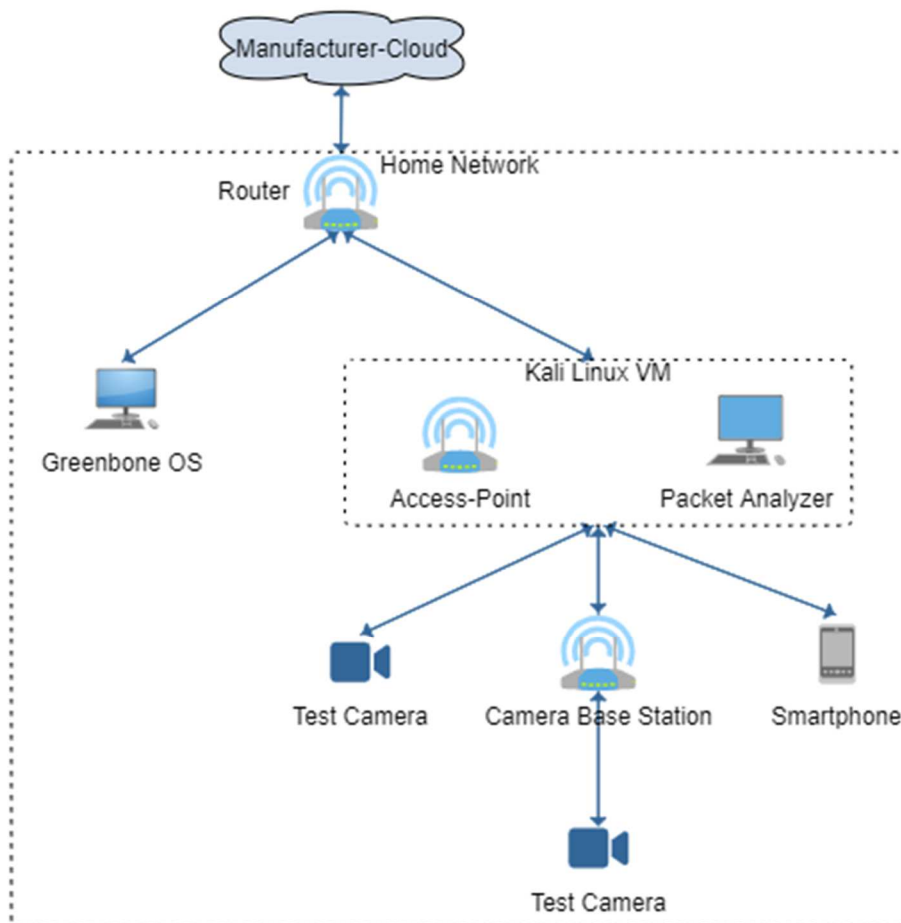 Manufacturer-Cloud
Home Network
Router
Kali Linux VM
Greenbone OS
Access-Point
Packet Analyzer
Test Camera
Camera Base Station
Smartphone
Test Camera